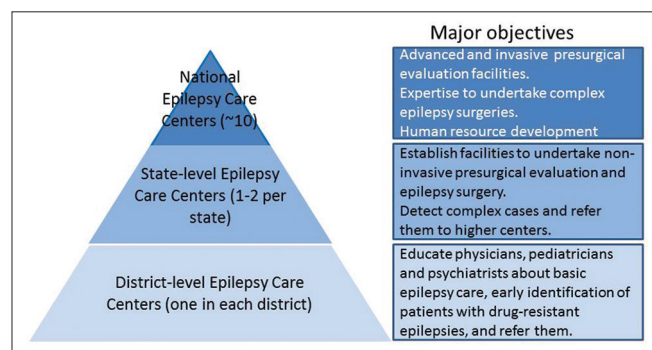 Major objectives
National
Epilepsy Care
Centers (~10)
Advanced and invasive presurgical
evaluation facilities.
Expertise to undertake complex
epilepsy surgeries.
Human resource development
State-level Epilepsy
Care Centers (1-2 per
state)
Establish facilities to undertake non-
invasive presurgical evaluation and
epilepsy surgery.
Detect complex cases and refer
them to higher centers.
District-level Epilepsy Care
Centers (one in each district)
Educate physicians, pediatricians
and psychiatrists about basic
epilepsy care, early identification of
patients with drug-resistant
epilepsies, and refer them.